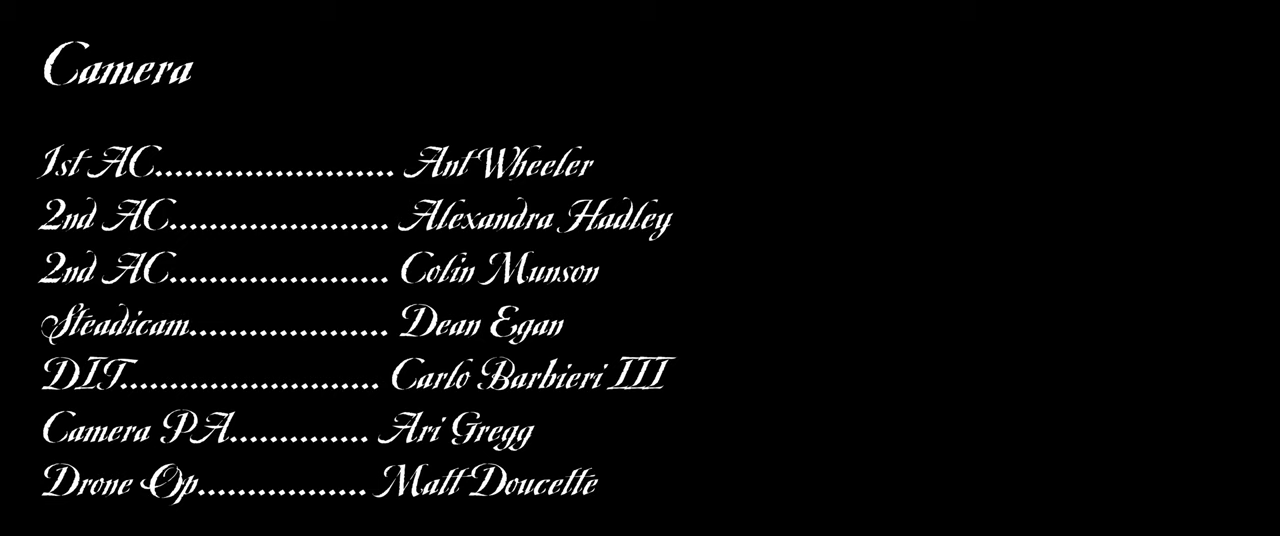 Camera
1st AC........................ Ant Wheeler
2nd AC...................... Alexandra Hadley
2nd AC...................... Colin Munson
Steadicam.................... Dean Egan
DIT.......................... Carlo Barbieri III
Camera PA.............. Ari Gregg
Drone Op................. Matt Doucette